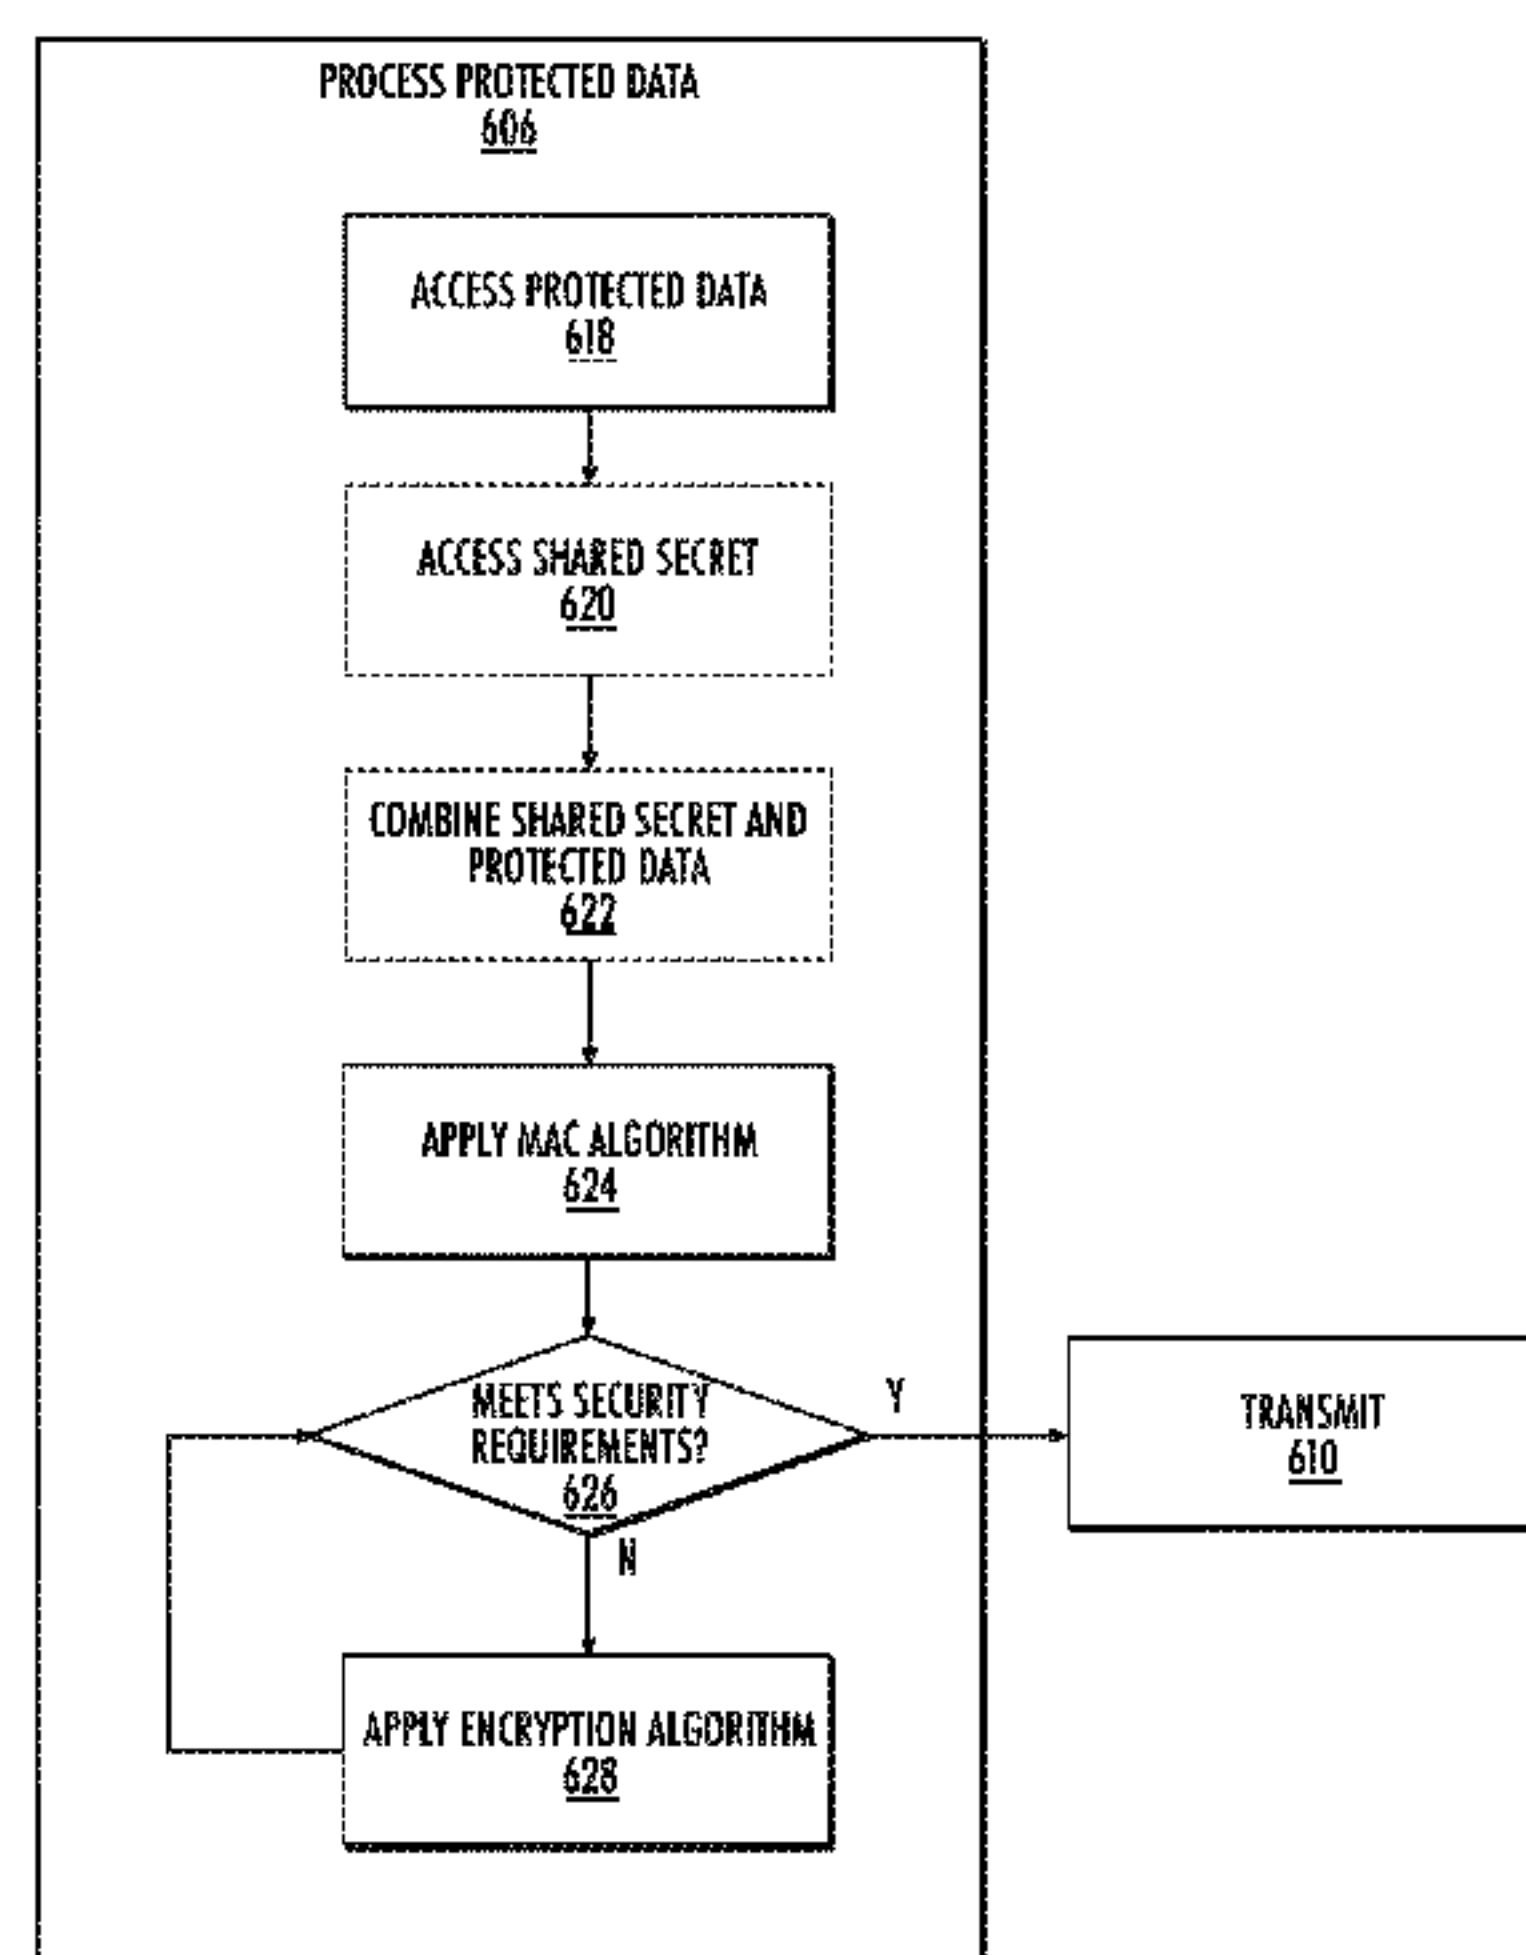 PROCESS PROTECTED DATA
606
ACCESS PROTECTED DATA
618
ACCESS SHARED SECRET
620
COMBINE SHARED SECRET AND
PROTECTED DATA
622
APPLY MAC ALGORITHM
624
MEETS SECURITY
REQUIREMENTS?
626
Y
TRANSMIT
610
N
APPLY ENCRYPTION ALGORITHM
628